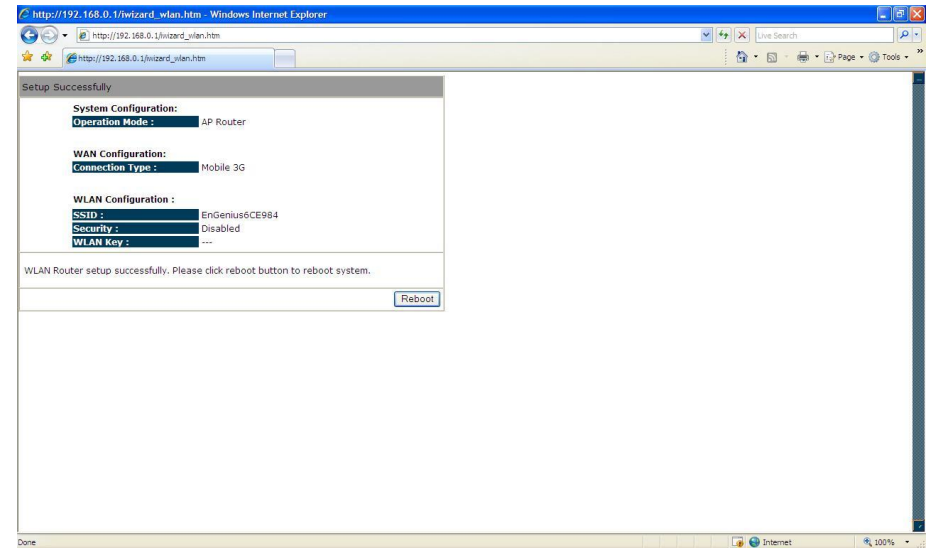 http://192.168.0.1/iwizard_wlan.htm - Windows Internet Explorer
http://192.168.0.1/iwizard_wlan.htm
Live Search
http://192.168.0.1/iwizard_wlan.htm
Page
Tools
»
Setup Successfully
System Configuration:
Operation Mode : AP Router
WAN Configuration:
Connection Type : Mobile 3G
WLAN Configuration :
SSID : EnGenius6CE984
Security : Disabled
WLAN Key : ---
WLAN Router setup successfully. Please click reboot button to reboot system.
Reboot
Done
Internet
100%